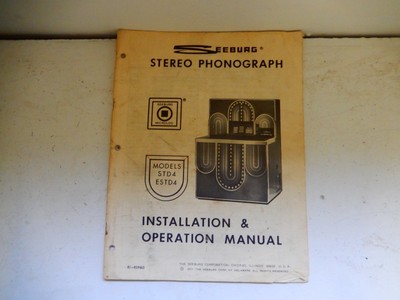 SEEBURG®
STEREO PHONOGRAPH
MODELS
STD4
ESTD4
INSTALLATION &
OPERATION MANUAL